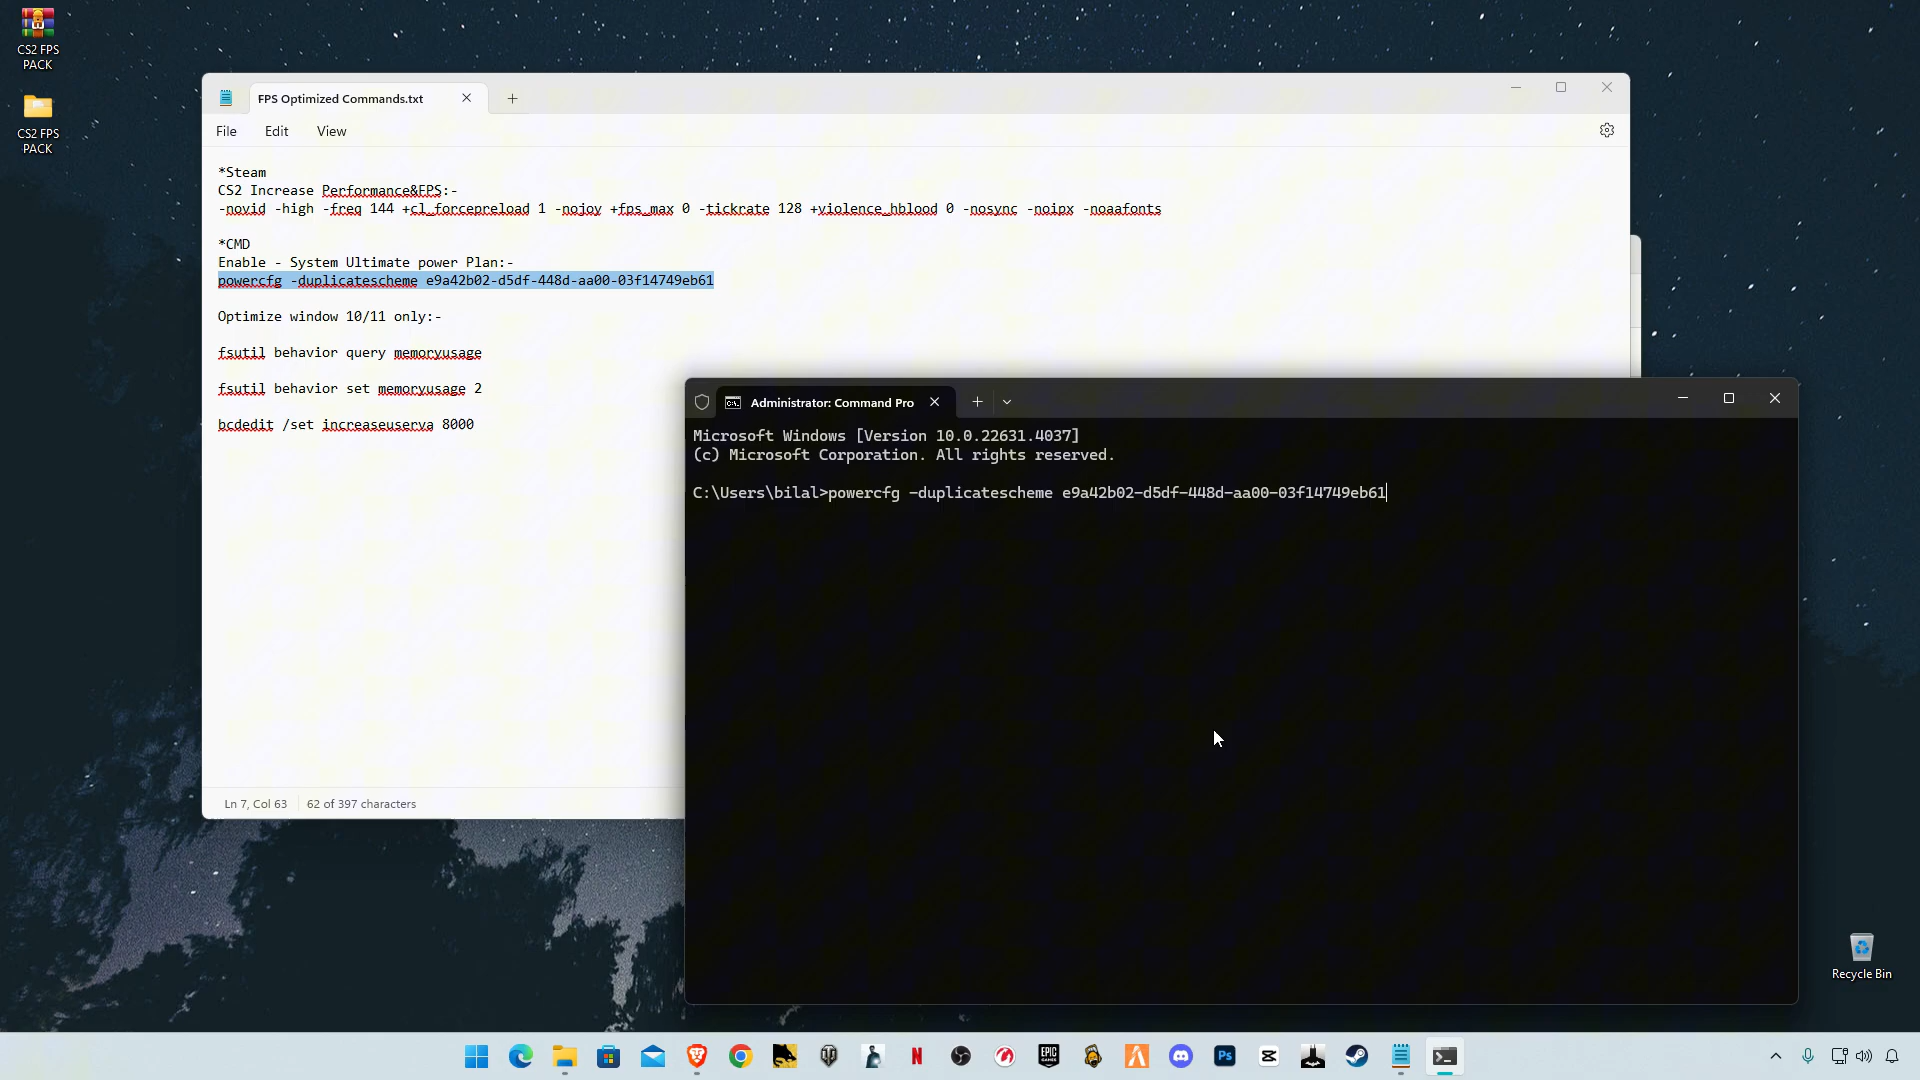 CS2 FPS
PACK
CS2 FPS
PACK
FPS Optimized Commands.txt
File Edit View
*Steam
CS2 Increase Performance&FPS:-
-novid -high -freq 144 +cl_forcepreload 1 -nojoy +fps_max 0 -tickrate 128 +violence_hblood 0 -nosync -noipx -noaafonts
*CMD
Enable - System Ultimate power Plan:-
powercfg -duplicatescheme e9a42b02-d5df-448d-aa00-03f14749eb61
Optimize window 10/11 only:-
fsutil behavior query memoryusage
fsutil behavior set memoryusage 2
bcdedit /set increaseuserva 8000
Ln 7, Col 63 62 of 397 characters
Administrator: Command Pro
Microsoft Windows [Version 10.0.22631.4037]
(c) Microsoft Corporation. All rights reserved.
C:\Users\bilal>powercfg -duplicatescheme e9a42b02-d5df-448d-aa00-03f14749eb61
Recycle Bin
N
EPIC
GAMES
Ps